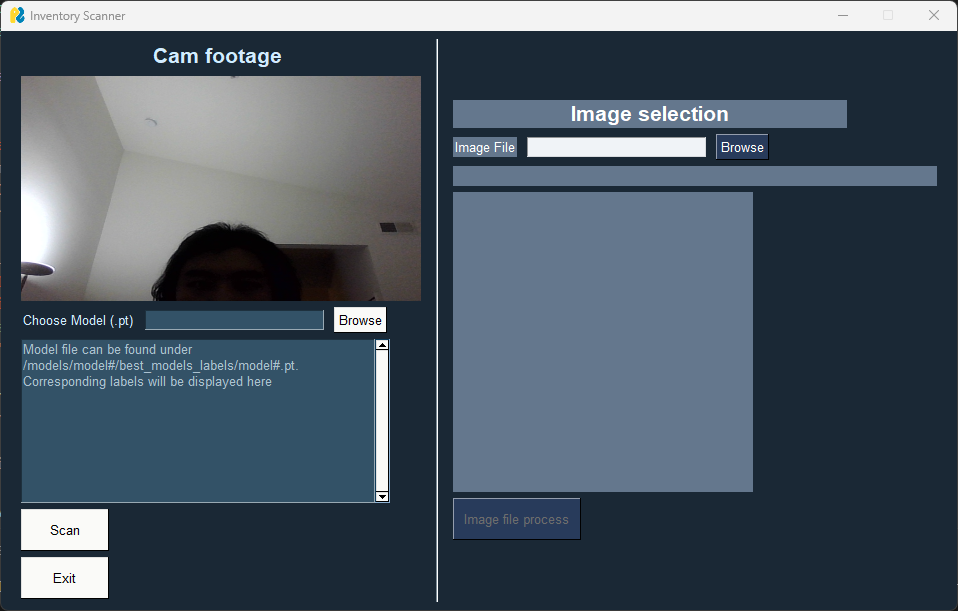 Inventory Scanner
Cam footage
Choose Model (.pt)
Browse
Model file can be found under
/models/model#/best_models_labels/model#.pt.
Corresponding labels will be displayed here
Scan
Exit
Image selection
Image File
Browse
Image file process